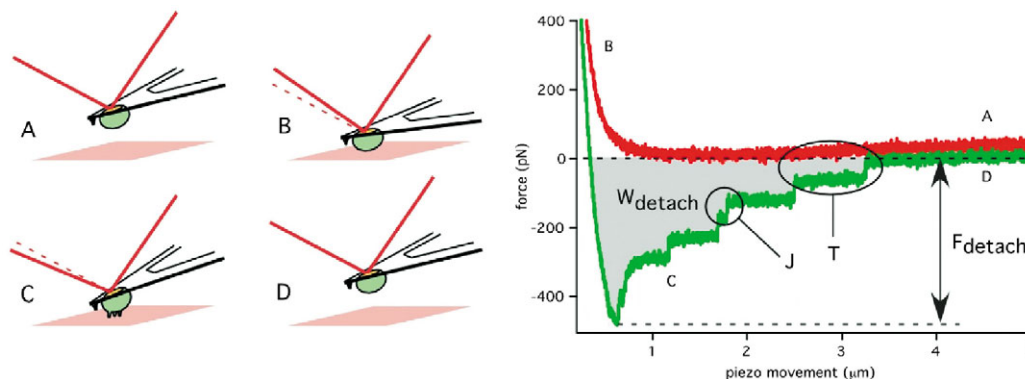 A
B
C
D
400
200
0
-200
-400
force (pN)
B
A
D
W detach
F detach
J
T
C
1
2
3
4
piezo movement (μm)